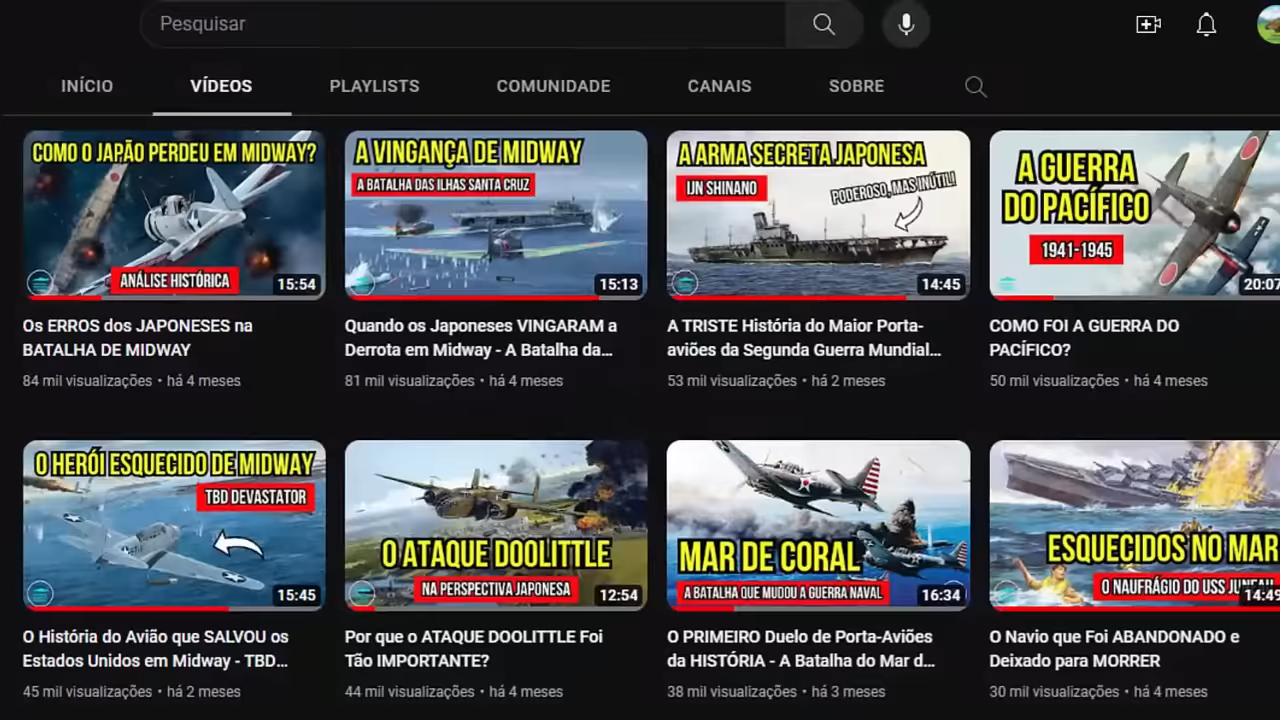 Pesquisar
INÍCIO
VÍDEOS
PLAYLISTS
COMUNIDADE
CANAIS
SOBRE
COMO O JAPÃO PERDEU EM MIDWAY?
ANÁLISE HISTÓRICA
15:54
Os ERROS dos JAPONESES na
BATALHA DE MIDWAY
84 mil visualizações • há 4 meses
A VINGANÇA DE MIDWAY
A BATALHA DAS ILHAS SANTA CRUZ
15:13
Quando os Japoneses VINGARAM a
Derrota em Midway - A Batalha da...
81 mil visualizações • há 4 meses
A ARMA SECRETA JAPONESA
IJN SHINANO
PODEROSO, MAS INÚTIL!
14:45
A TRISTE História do Maior Porta-
aviões da Segunda Guerra Mundial...
53 mil visualizações • há 2 meses
A GUERRA
DO PACÍFICO
1941-1945
20:07
COMO FOI A GUERRA DO
PACÍFICO?
50 mil visualizações • há 4 meses
O HERÓI ESQUECIDO DE MIDWAY
TBD DEVASTATOR
15:45
O História do Avião que SALVOU os
Estados Unidos em Midway - TBD...
45 mil visualizações • há 2 meses
O ATAQUE DOOLITTLE
NA PERSPECTIVA JAPONESA
12:54
Por que o ATAQUE DOOLITTLE Foi
Tão IMPORTANTE?
44 mil visualizações • há 4 meses
MAR DE CORAL
A BATALHA QUE MUDOU A GUERRA NAVAL
16:34
O PRIMEIRO Duelo de Porta-Aviões
da HISTÓRIA - A Batalha do Mar d...
38 mil visualizações • há 3 meses
ESQUECIDOS NO MAR
O NAUFRÁGIO DO USS JUNEAU
14:49
O Navio que Foi ABANDONADO e
Deixado para MORRER
30 mil visualizações • há 4 meses